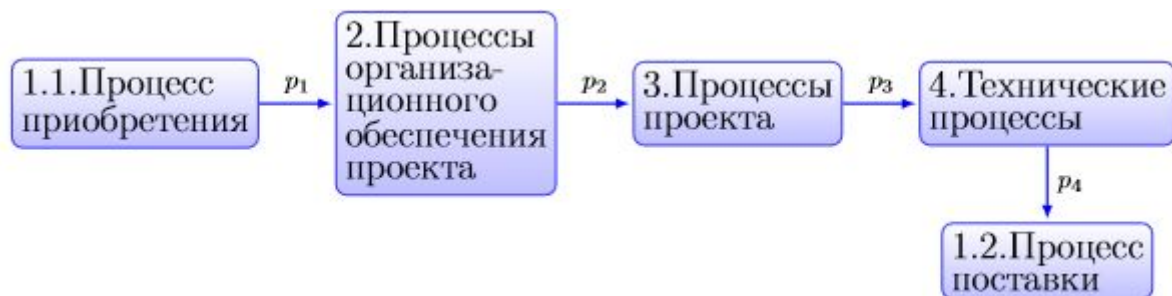 1.1.Процесс
приобретения
p₁
2.Процессы
организа-
ционного
обеспечения
проекта
p₂
3.Процессы
проекта
p₃
4.Технические
процессы
p₄
1.2.Процесс
поставки